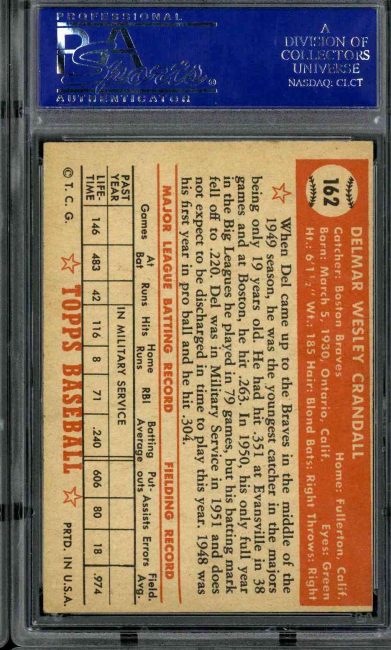 PROFESSIONAL
PSA
AUTHENTICATOR
A
DIVISION OF
COLLECTORS
UNIVERSE
NASDAQ: CLCT
162
DELMAR WESLEY CRANDALL
Catcher: Boston Braves Home: Fullerton, Calif.
Born: March 5, 1930, Ontario, Calif. Eyes: Green
Ht.: 6'1½" Wt.: 185 Hair: Blond Bats: Right Throws: Right
When Del came up to the Braves in the middle of the
1949 season, he was the youngest catcher in the majors
being only 19 years old. He had hit .351 at Evansville in 38
games and at Boston, he hit .263. In 1950, his only full year
in the Big Leagues he played in 79 games, but his batting mark
fell off to .220. Del was in Military Service in 1951 and does
not expect to be discharged in time to play this year. 1948 was
his first year in pro ball and he hit .304.
MAJOR LEAGUE BATTING RECORD FIELDING RECORD
Games At Bat Runs Hits Home Runs RBI Batting Average Put-outs Assists Errors Field. Avg.
PAST YEAR IN MILITARY SERVICE
LIFE-TIME 146 483 42 116 8 71 .240 606 80 18 .974
© T. C. G. TOPPS BASEBALL PRTD. IN U.S.A.